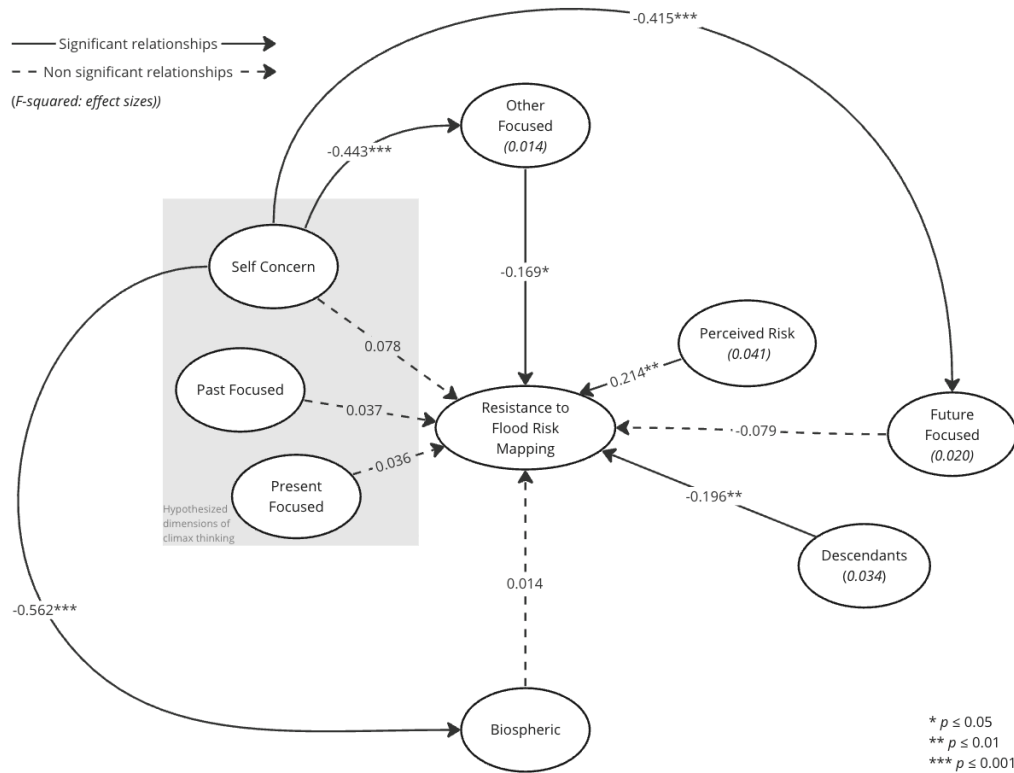 -0.415***
Significant relationships
Non significant relationships
(F-squared: effect sizes))
Other
Focused
(0.014)
-0.443***
Self Concern
-0.169*
0.078
Perceived Risk
(0.041)
0.214**
Past Focused
0.037
Resistance to
Flood Risk
Mapping
-0.079
Future
Focused
(0.020)
0.036
Present
Focused
Hypothesized
dimensions of
climax thinking
-0.196**
Descendants
(0.034)
0.014
-0.562***
Biospheric
* p ≤ 0.05
** p ≤ 0.01
*** p ≤ 0.001